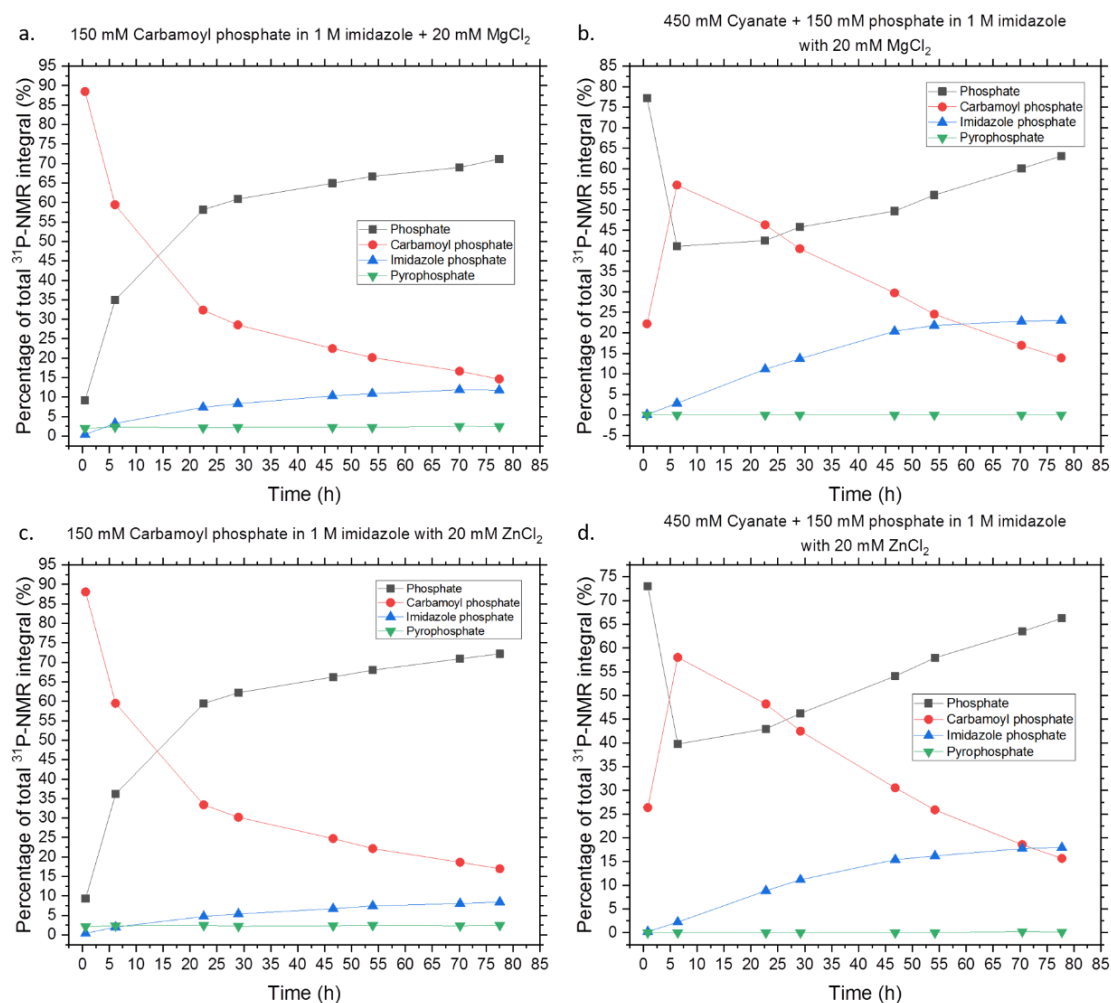 a.
150 mM Carbamoyl phosphate in 1 M imidazole + 20 mM MgCl₂
Percentage of total ³¹P-NMR integral (%)
95
90
85
80
75
70
65
60
55
50
45
40
35
30
25
20
15
10
5
0
Phosphate
Carbamoyl phosphate
Imidazole phosphate
Pyrophosphate
0 5 10 15 20 25 30 35 40 45 50 55 60 65 70 75 80 85
Time (h)
b.
450 mM Cyanate + 150 mM phosphate in 1 M imidazole
with 20 mM MgCl₂
Percentage of total ³¹P-NMR integral (%)
85
80
75
70
65
60
55
50
45
40
35
30
25
20
15
10
5
0
-5
Phosphate
Carbamoyl phosphate
Imidazole phosphate
Pyrophosphate
0 5 10 15 20 25 30 35 40 45 50 55 60 65 70 75 80 85
Time (h)
c.
150 mM Carbamoyl phosphate in 1 M imidazole with 20 mM ZnCl₂
Percentage of total ³¹P-NMR integral (%)
95
90
85
80
75
70
65
60
55
50
45
40
35
30
25
20
15
10
5
0
Phosphate
Carbamoyl phosphate
Imidazole phosphate
Pyrophosphate
0 5 10 15 20 25 30 35 40 45 50 55 60 65 70 75 80 85
Time (h)
d.
450 mM Cyanate + 150 mM phosphate in 1 M imidazole
with 20 mM ZnCl₂
Percentage of total ³¹P-NMR integral (%)
75
70
65
60
55
50
45
40
35
30
25
20
15
10
5
0
Phosphate
Carbamoyl phosphate
Imidazole phosphate
Pyrophosphate
0 5 10 15 20 25 30 35 40 45 50 55 60 65 70 75 80 85
Time (h)